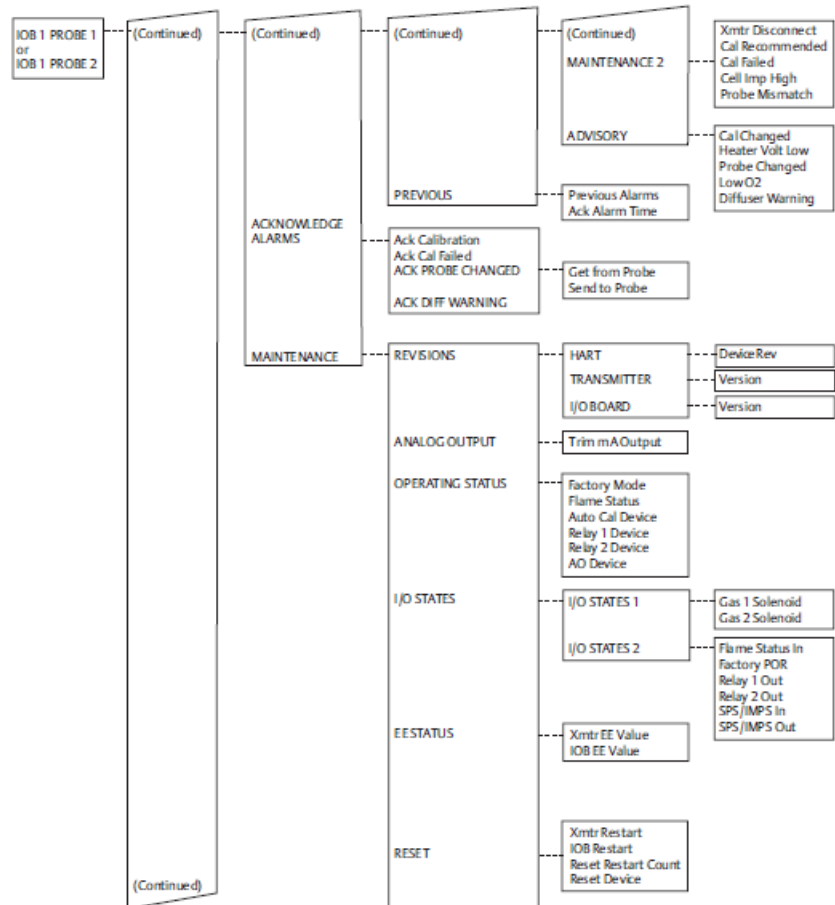 IOB 1 PROBE 1
or
IOB 1 PROBE 2
(Continued)
(Continued)
(Continued)
ACKNOWLEDGE
ALARMS
MAINTENANCE
(Continued)
PREVIOUS
(Continued)
MAINTENANCE 2
ADVISORY
Xmtr Disconnect
Cal Recommended
Cal Failed
Cell Imp High
Probe Mismatch
Cal Changed
Heater Volt Low
Probe Changed
Low O2
Diffuser Warning
Previous Alarms
Ack Alarm Time
Ack Calibration
Ack Cal Failed
ACK PROBE CHANGED
ACK DIFF WARNING
Get from Probe
Send to Probe
REVISIONS
HART
Device Rev
TRANSMITTER
Version
I/O BOARD
Version
ANALOG OUTPUT
Trim mA Output
OPERATING STATUS
Factory Mode
Flame Status
Auto Cal Device
Relay 1 Device
Relay 2 Device
AO Device
I/O STATES
I/O STATES 1
Gas 1 Solenoid
Gas 2 Solenoid
I/O STATES 2
Flame Status In
Factory POR
Relay 1 Out
Relay 2 Out
SPS/IMPS In
SPS/IMPS Out
EE STATUS
Xmtr EE Value
IOB EE Value
RESET
Xmtr Restart
IOB Restart
Reset Restart Count
Reset Device